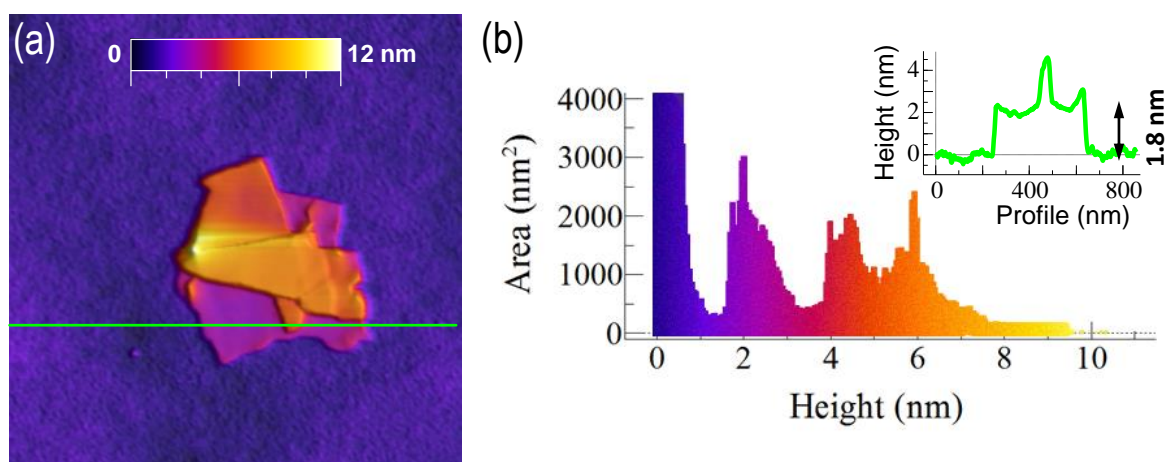 (a)
0
12 nm
(b)
Area (nm²)
4000
3000
2000
1000
0
0 2 4 6 8 10
Height (nm)
Height (nm)
4
2
0
0 400 800
Profile (nm)
1.8 nm